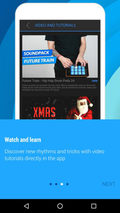 VIDEO AND TUTORIALS
SOUNDPACK
FUTURE TRAIN
XMAS
Watch and learn
Discover new rhythms and tricks with video
tutorials directly in the app
NEXT